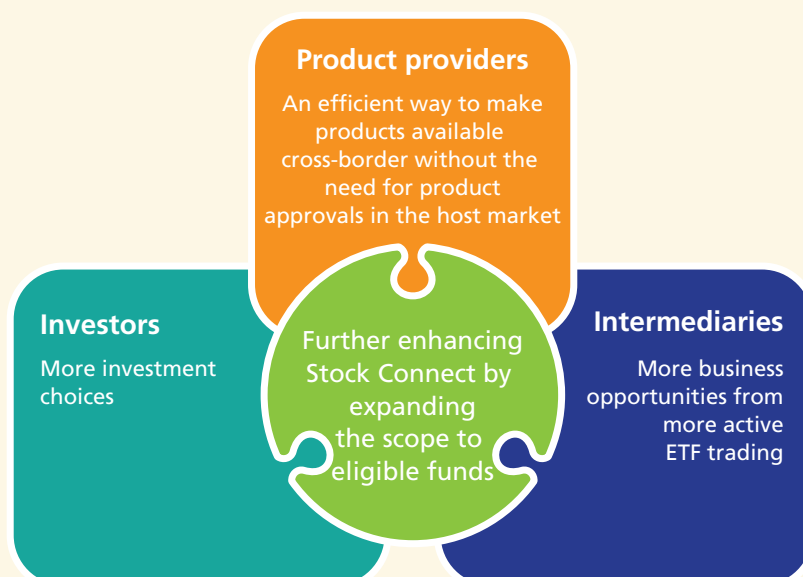 Product providers
An efficient way to make
products available
cross-border without the
need for product
approvals in the host market
Investors
More investment
choices
Further enhancing
Stock Connect by
expanding
the scope to
eligible funds
Intermediaries
More business
opportunities from
more active
ETF trading